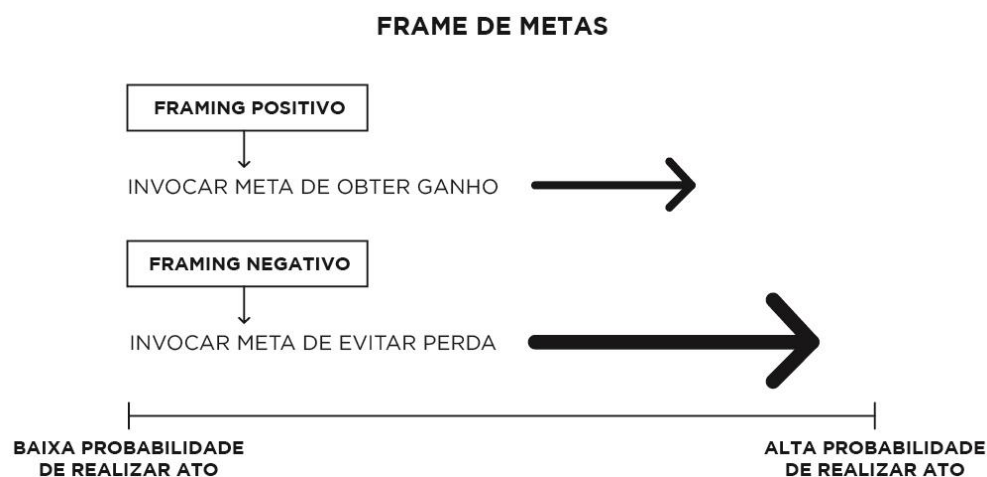 FRAME DE METAS
FRAMING POSITIVO
INVOCAR META DE OBTER GANHO
FRAMING NEGATIVO
INVOCAR META DE EVITAR PERDA
BAIXA PROBABILIDADE
DE REALIZAR ATO
ALTA PROBABILIDADE
DE REALIZAR ATO